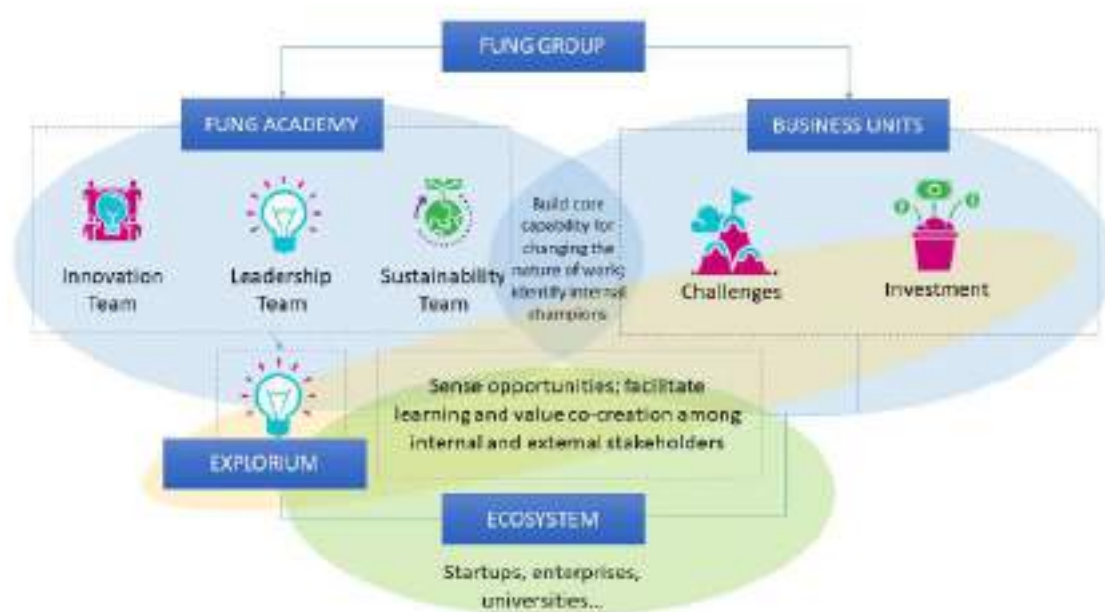 FUNG GROUP
FUNG ACADEMY
BUSINESS UNITS
Innovation
Team
Leadership
Team
Sustainability
Team
Build core
capability for
changing the
nature of work;
identify internal
champions
Challenges
Investment
Sense opportunities; facilitate
learning and value co-creation among
internal and external stakeholders
EXPLORIUM
ECOSYSTEM
Startups, enterprises,
universities...